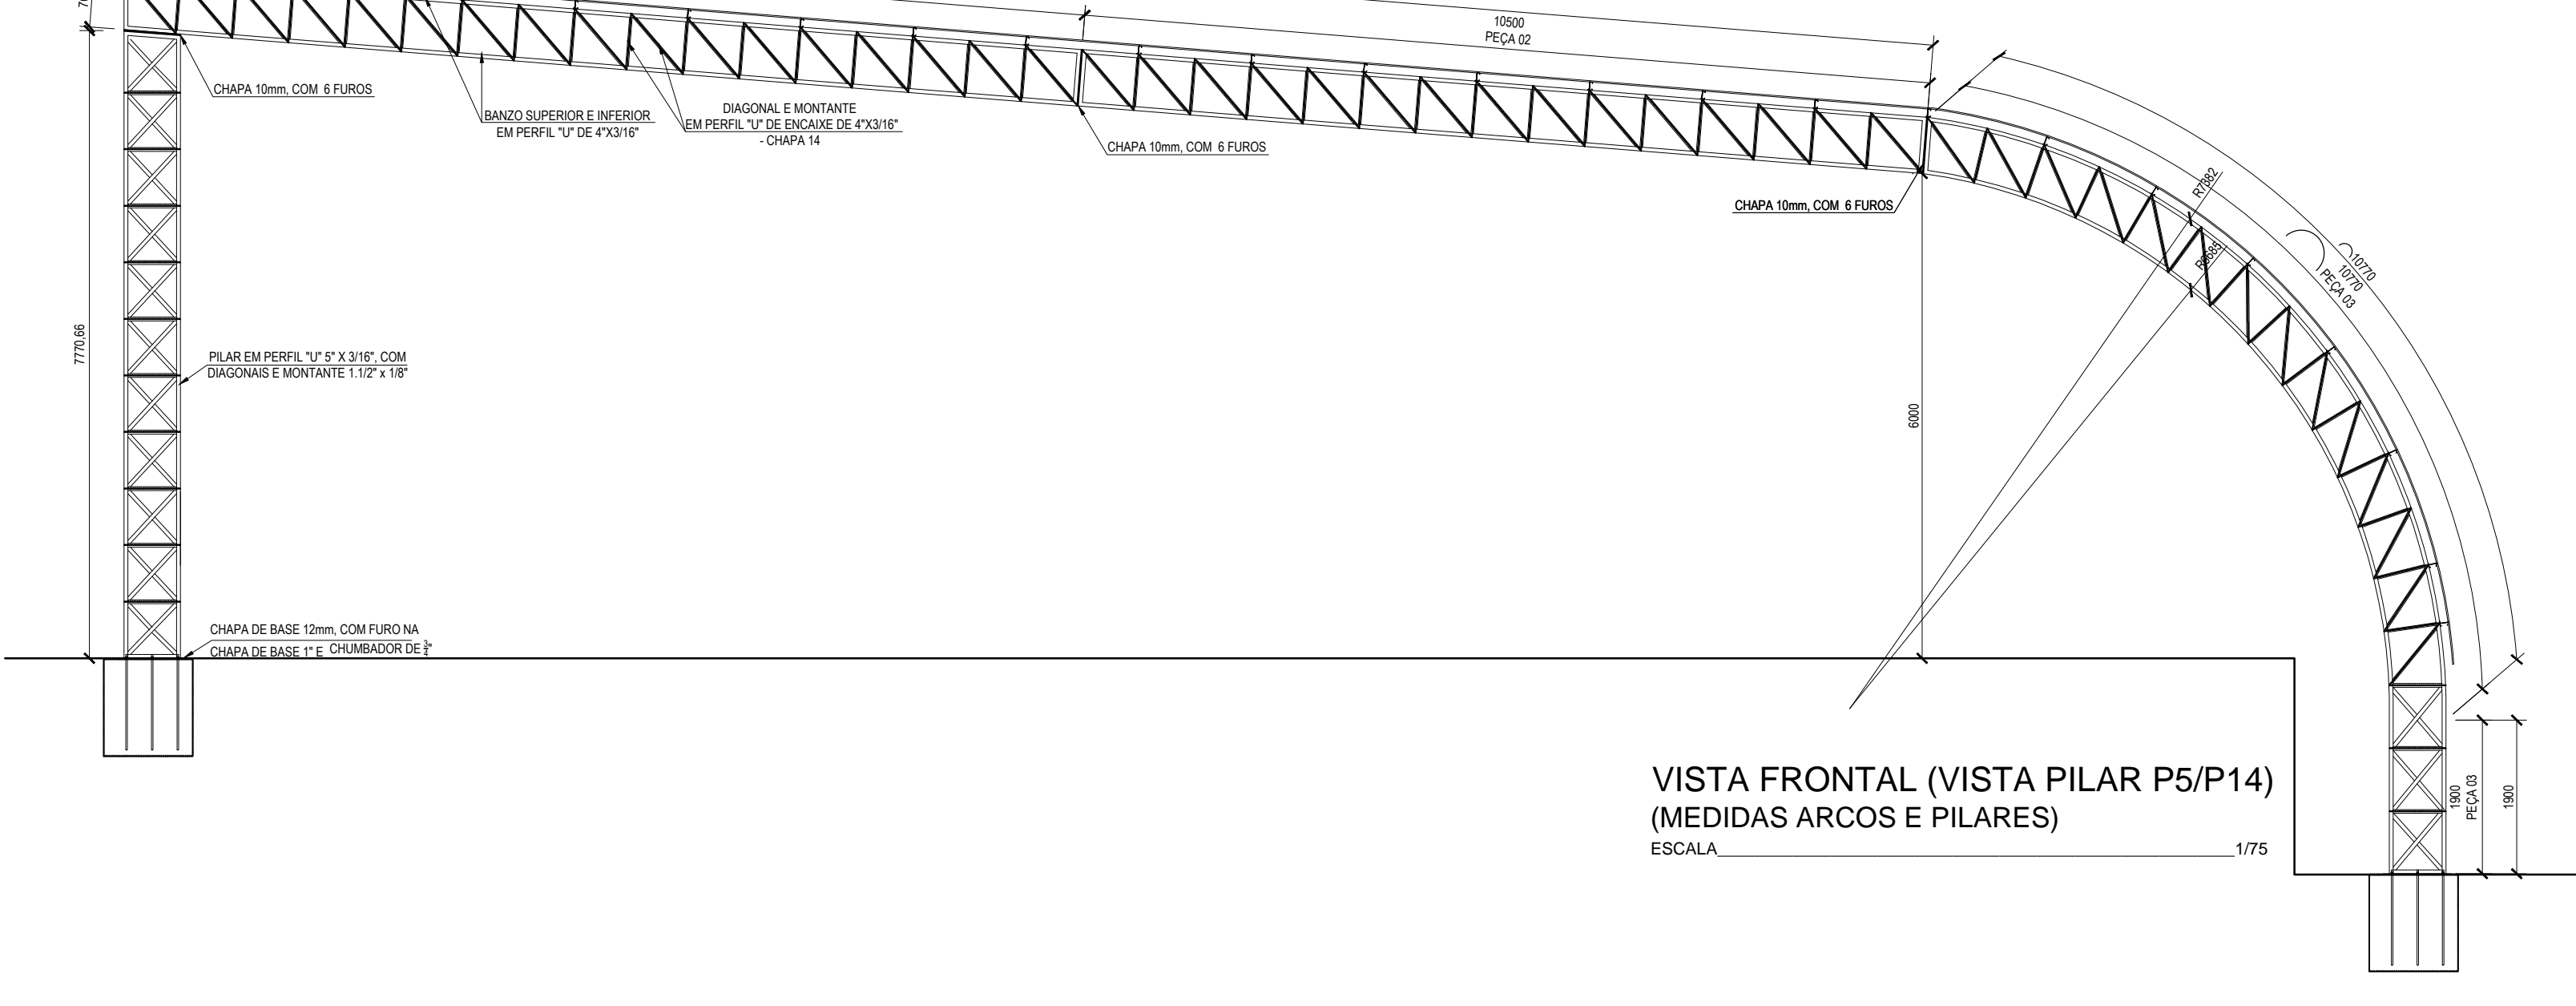 10500
PEÇA 02
CHAPA 10mm, COM 6 FUROS
BANZO SUPERIOR E INFERIOR
EM PERFIL "U" DE 4"X3/16"
DIAGONAL E MONTANTE
EM PERFIL "U" DE ENCAIXE DE 4"X3/16"
- CHAPA 14
CHAPA 10mm, COM 6 FUROS
CHAPA 10mm, COM 6 FUROS
R7382
10770
10770
PEÇA 03
7770,66
PILAR EM PERFIL "U" 5" X 3/16", COM
DIAGONAIS E MONTANTE 1.1/2" x 1/8"
6000
CHAPA DE BASE 12mm, COM FURO NA
CHAPA DE BASE 1" E CHUMBADOR DE 3/4"
VISTA FRONTAL (VISTA PILAR P5/P14)
(MEDIDAS ARCOS E PILARES)
ESCALA 1/75
1900
PEÇA 03
1900